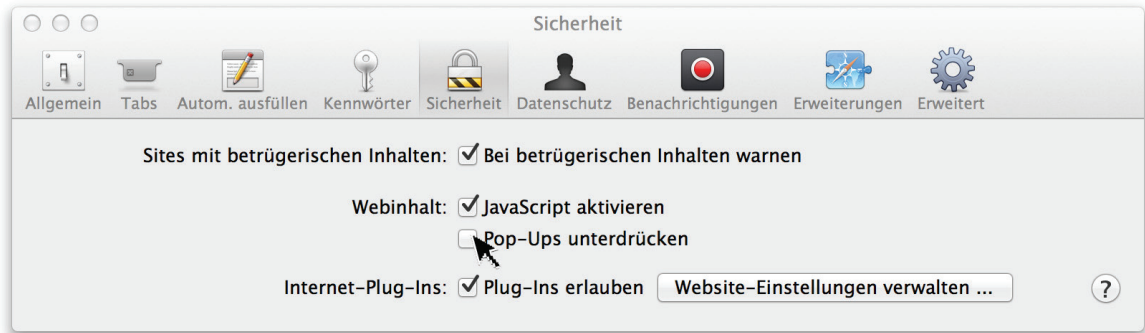 Sicherheit
Allgemein Tabs Autom. ausfüllen Kennwörter Sicherheit Datenschutz Benachrichtigungen Erweiterungen Erweitert
Sites mit betrügerischen Inhalten: Bei betrügerischen Inhalten warnen
Webinhalt: JavaScript aktivieren
Pop-Ups unterdrücken
Internet-Plug-Ins: Plug-Ins erlauben Website-Einstellungen verwalten ... ?